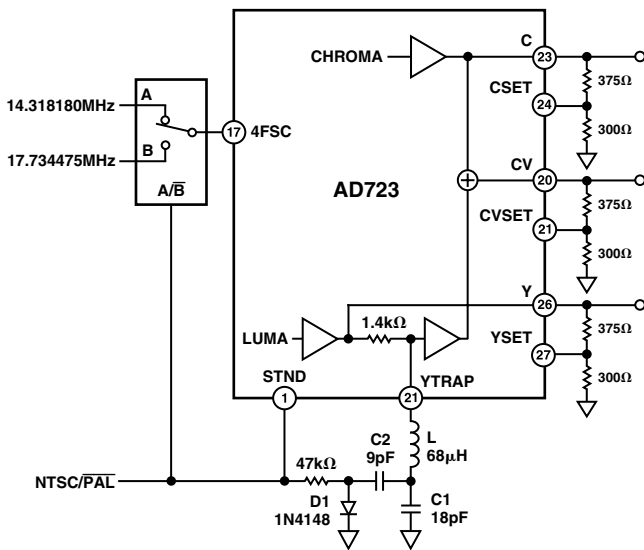 CHROMA
C
23
375Ω
CSET
24
300Ω
14.318180MHz
A
17
4FSC
17.734475MHz
B
A/B̅
AD723
CV
20
375Ω
CVSET
21
300Ω
Y
26
375Ω
LUMA
1.4kΩ
YSET
27
300Ω
STND
1
YTRAP
21
L
68μH
NTSC/P̅A̅L̅
47kΩ
C2
9pF
D1
1N4148
C1
18pF